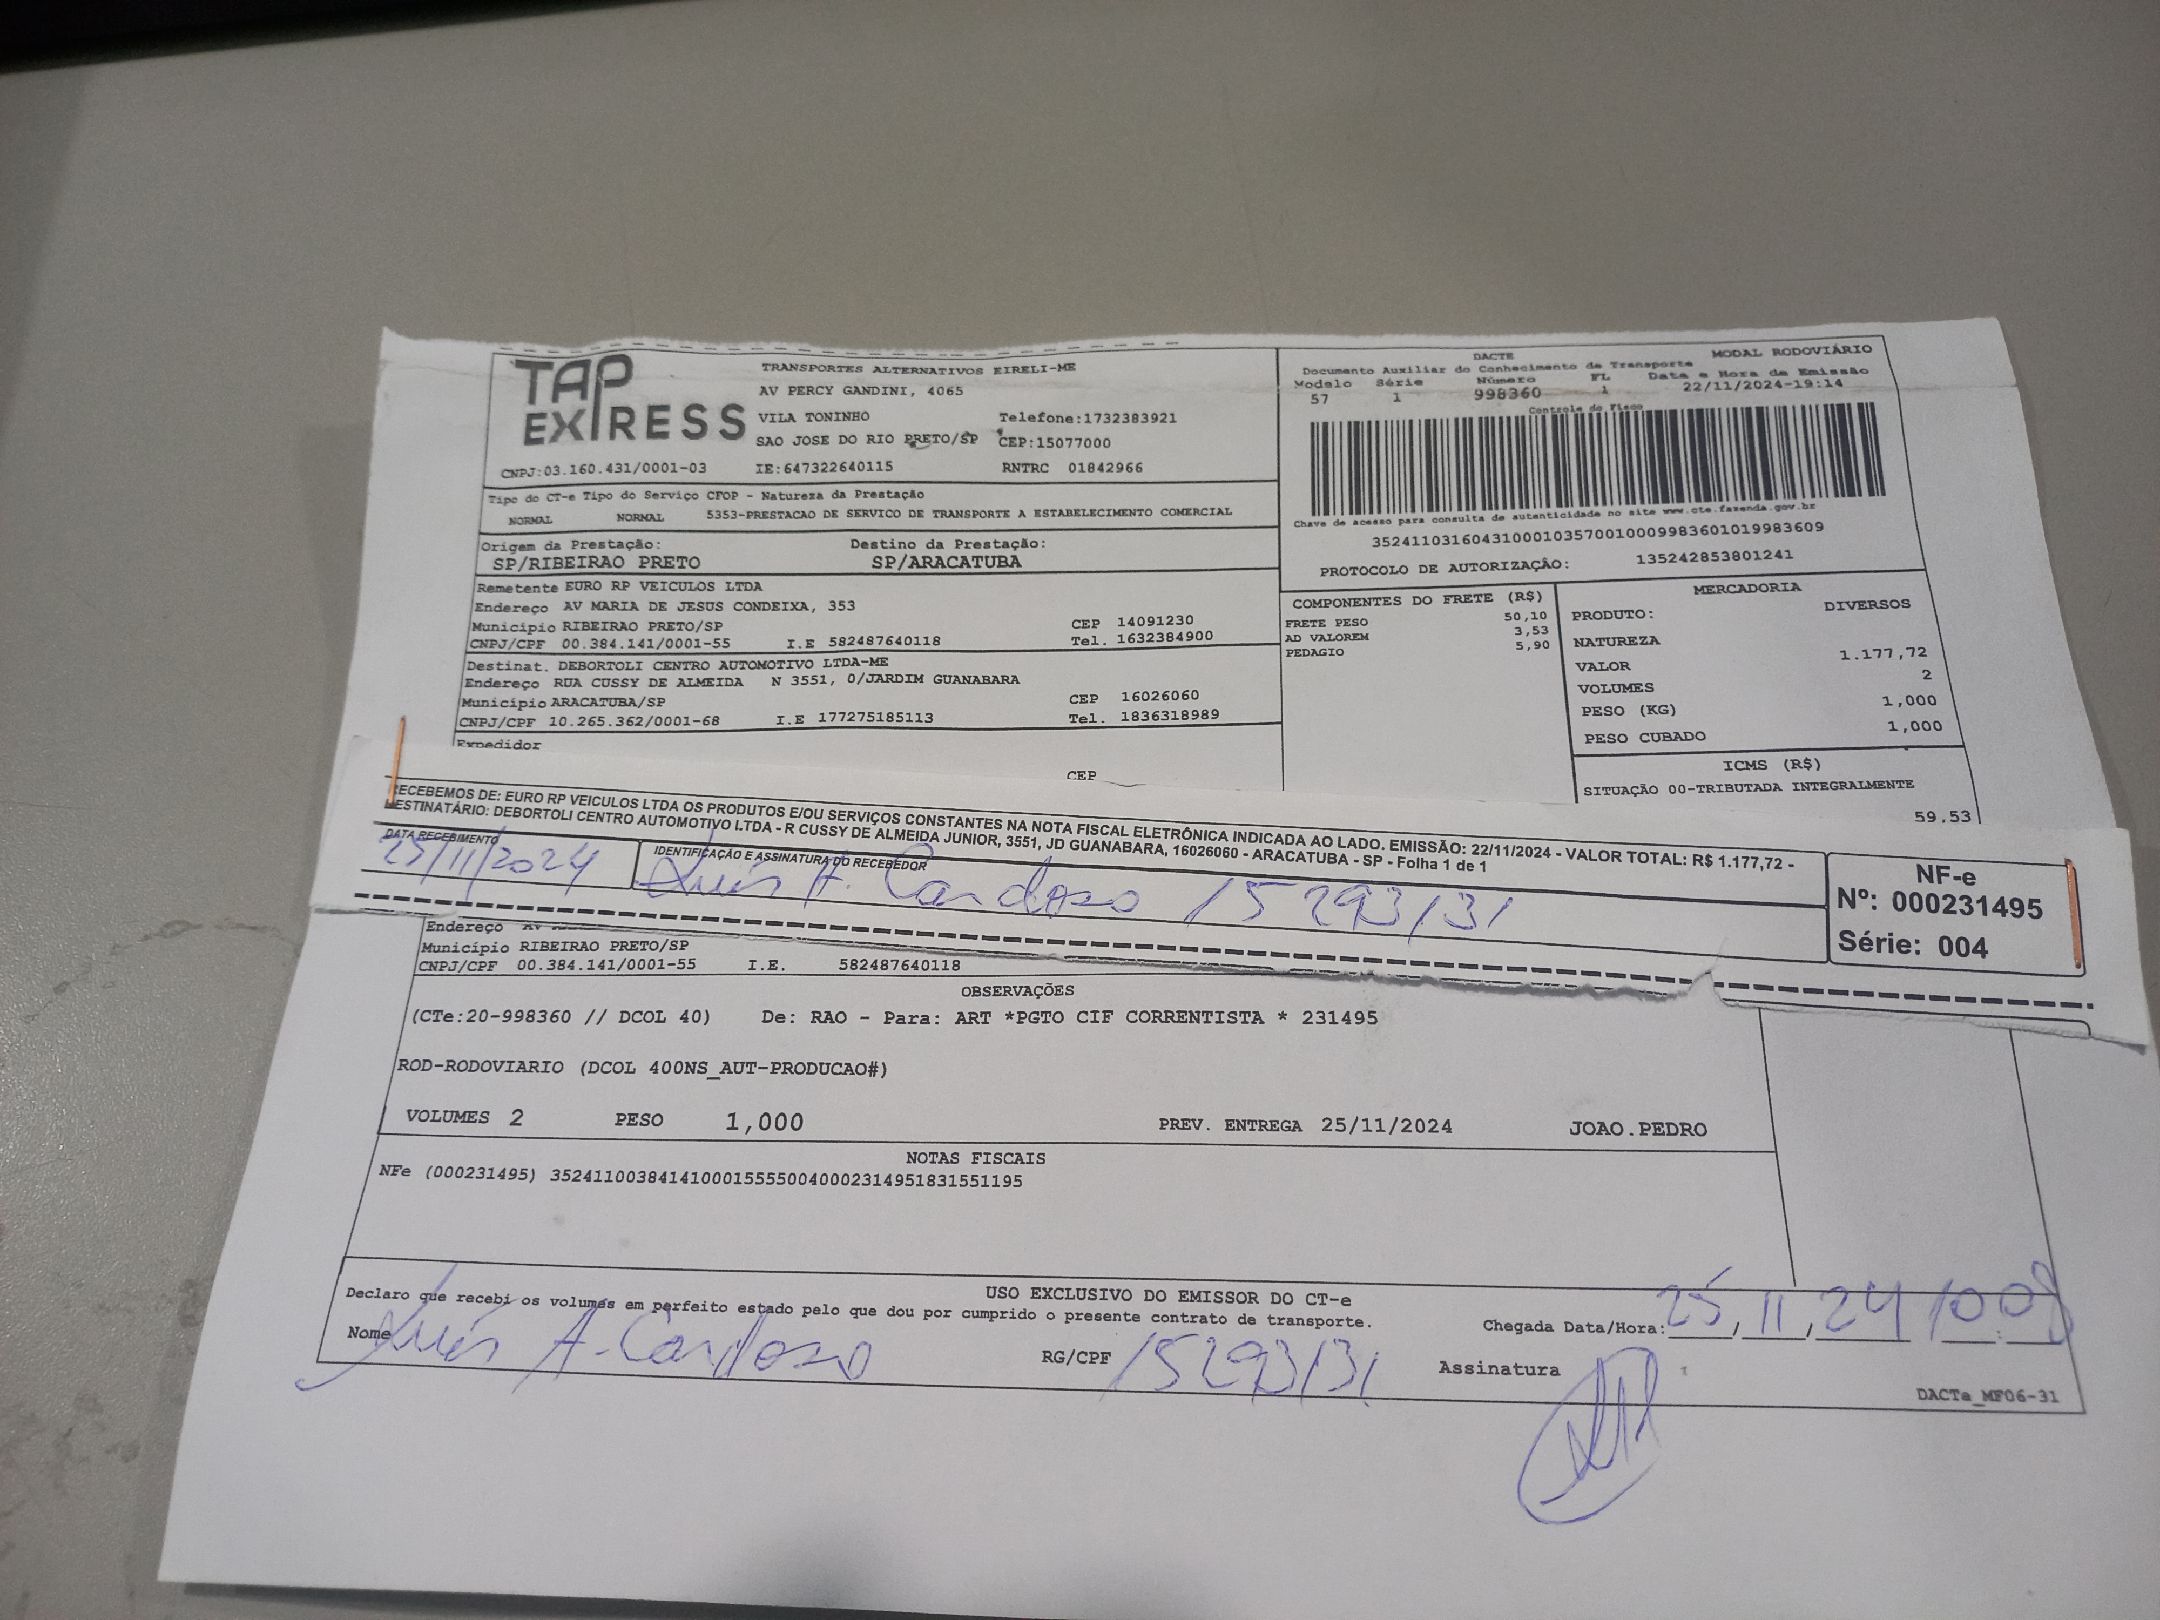 TAP EXPRESS
TRANSPORTES ALTERNATIVOS EIRELI-ME
AV PERCY GANDINI, 4065
VILA TONINHO Telefone:1732383921
SAO JOSE DO RIO PRETO/SP CEP:15077000
CNPJ:03.160.431/0001-03 IE:647322640115 RNTRC 01842966
DACTE MODAL RODOVIÁRIO
Documento Auxiliar do Conhecimento de Transporte
Modelo Série Número FL Data e Hora de Emissão
57 1 998360 1 22/11/2024-19:14
Controle do Fisco
Chave de acesso para consulta de autenticidade no site www.cte.fazenda.gov.br
35241103160431000103570010009983601019983609
PROTOCOLO DE AUTORIZAÇÃO: 135242853801241
Tipo do CT-e Tipo do Serviço CFOP - Natureza da Prestação
NORMAL NORMAL 5353-PRESTACAO DE SERVICO DE TRANSPORTE A ESTABELECIMENTO COMERCIAL
Origem da Prestação: Destino da Prestação:
SP/RIBEIRAO PRETO SP/ARACATUBA
Remetente EURO RP VEICULOS LTDA
Endereço AV MARIA DE JESUS CONDEIXA, 353
Município RIBEIRAO PRETO/SP CEP 14091230
CNPJ/CPF 00.384.141/0001-55 I.E 582487640118 Tel. 1632384900
Destinat. DEBORTOLI CENTRO AUTOMOTIVO LTDA-ME
Endereço RUA CUSSY DE ALMEIDA N 3551, 0/JARDIM GUANABARA
Município ARACATUBA/SP CEP 16026060
CNPJ/CPF 10.265.362/0001-68 I.E 177275185113 Tel. 1836318989
Expedidor
CEP
COMPONENTES DO FRETE (R$)
FRETE PESO 50,10
AD VALOREM 3,53
PEDAGIO 5,90
MERCADORIA
PRODUTO: DIVERSOS
NATUREZA
VALOR 1.177,72
VOLUMES 2
PESO (KG) 1,000
PESO CUBADO 1,000
ICMS (R$)
SITUAÇÃO 00-TRIBUTADA INTEGRALMENTE
59.53
RECEBEMOS DE: EURO RP VEICULOS LTDA OS PRODUTOS E/OU SERVIÇOS CONSTANTES NA NOTA FISCAL ELETRÔNICA INDICADA AO LADO. EMISSÃO: 22/11/2024 - VALOR TOTAL: R$ 1.177,72 -
DESTINATÁRIO: DEBORTOLI CENTRO AUTOMOTIVO LTDA - R CUSSY DE ALMEIDA JUNIOR, 3551, JD GUANABARA, 16026060 - ARACATUBA - SP - Folha 1 de 1
DATA RECEBIMENTO IDENTIFICAÇÃO E ASSINATURA DO RECEBEDOR
25/11/2024 Luis A. Cardoso 15293131
NF-e
Nº: 000231495
Série: 004
Endereço AV
Município RIBEIRAO PRETO/SP
CNPJ/CPF 00.384.141/0001-55 I.E. 582487640118
OBSERVAÇÕES
(CTe:20-998360 // DCOL 40) De: RAO - Para: ART *PGTO CIF CORRENTISTA * 231495
ROD-RODOVIARIO (DCOL 400NS_AUT-PRODUCAO#)
VOLUMES 2 PESO 1,000 PREV. ENTREGA 25/11/2024 JOAO.PEDRO
NOTAS FISCAIS
NFe (000231495) 35241100384141000155550040002314951831551195
USO EXCLUSIVO DO EMISSOR DO CT-e
Declaro que recebi os volumes em perfeito estado pelo que dou por cumprido o presente contrato de transporte.
Nome Luis A. Cardoso RG/CPF 15293131 Assinatura
Chegada Data/Hora: 25, 11, 24
DACTe_MF06-31